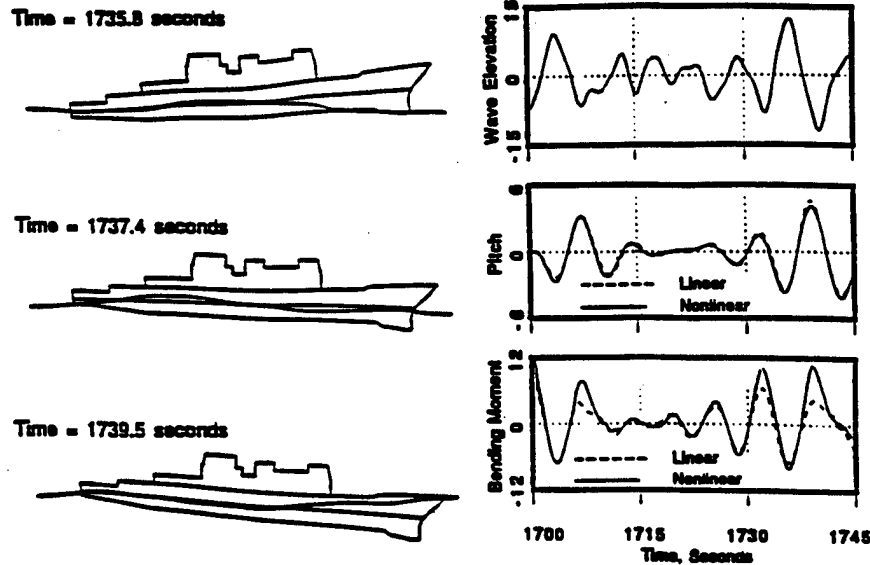 Time = 1735.8 seconds
Time = 1737.4 seconds
Time = 1739.5 seconds
15
0
-15
Wave Elevation
6
0
-6
Pitch
Linear
Nonlinear
12
0
-12
Bending Moment
Linear
Nonlinear
1700 1715 1730 1745
Time, Seconds